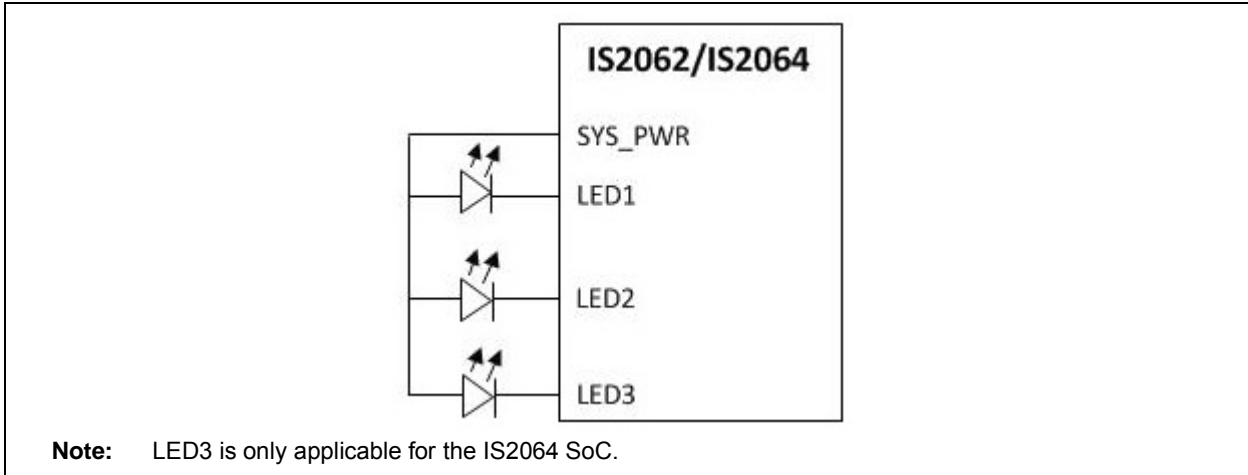 IS2062/IS2064
SYS_PWR
LED1
LED2
LED3
Note: LED3 is only applicable for the IS2064 SoC.